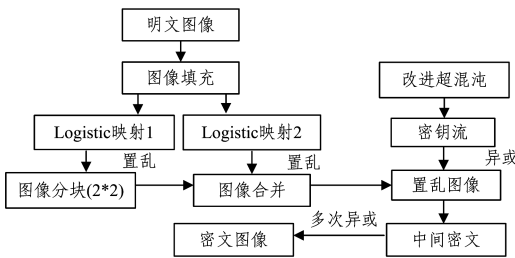 明文图像
图像填充
改进超混沌
Logistic映射1
Logistic映射2
密钥流
置乱
置乱
异或
图像分块(2*2)
图像合并
置乱图像
多次异或
密文图像
中间密文